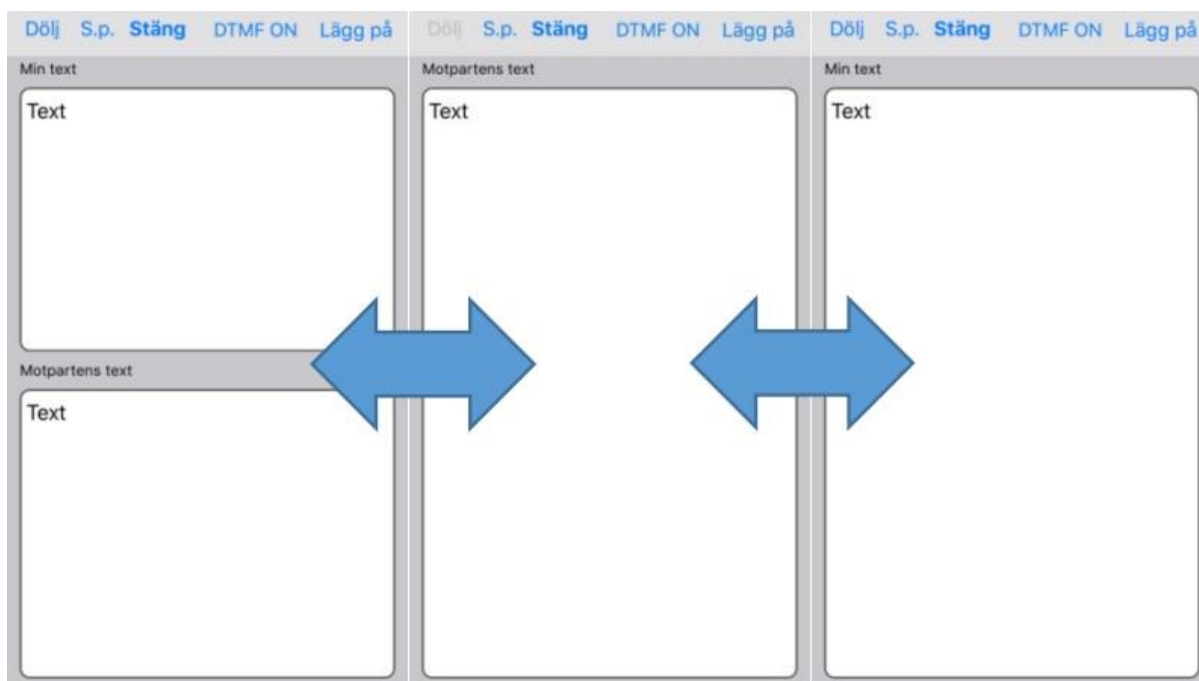 Dölj S.p. Stäng DTMF ON Lägg på
Min text
Text
Motpartens text
Text
Dölj S.p. Stäng DTMF ON Lägg på
Motpartens text
Text
Dölj S.p. Stäng DTMF ON Lägg på
Min text
Text